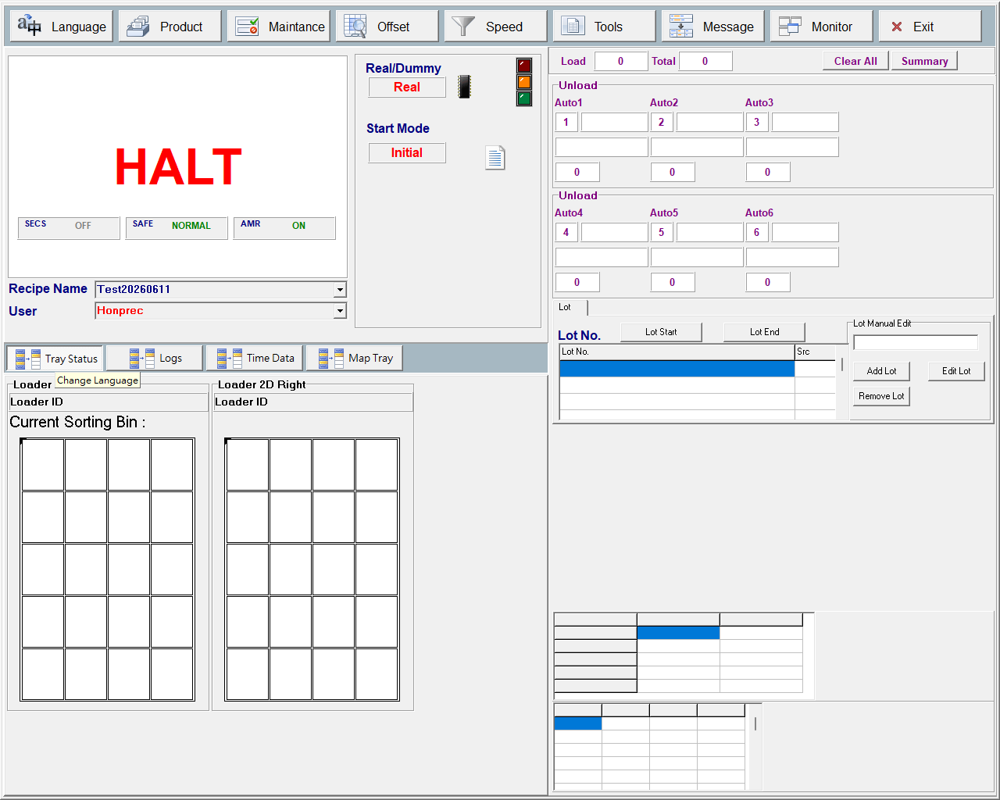 Language
Product
Maintance
Offset
Speed
Tools
Message
Monitor
Exit
HALT
SECS OFF
SAFE NORMAL
AMR ON
Recipe Name Test20260611
User Honprec
Real/Dummy
Real
Start Mode
Initial
Load 0 Total 0 Clear All Summary
Unload
Auto1 Auto2 Auto3
1 2 3
0 0 0
Unload
Auto4 Auto5 Auto6
4 5 6
0 0 0
Lot
Lot No. Lot Start Lot End
Lot No. Src
Lot Manual Edit
Add Lot Edit Lot
Remove Lot
Tray Status Logs Time Data Map Tray
Change Language
Loader
Loader ID
Current Sorting Bin :
Loader 2D Right
Loader ID